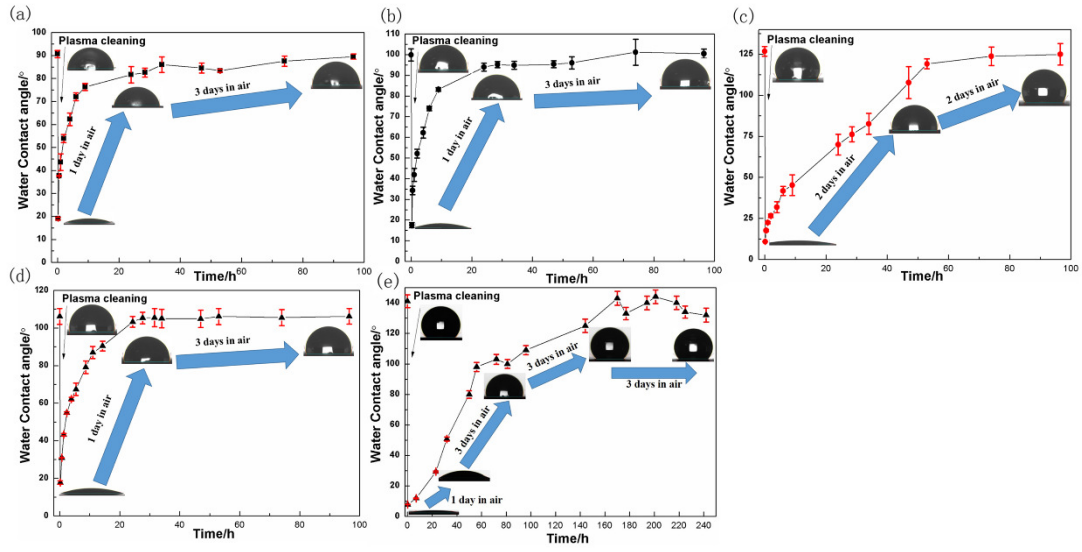 (a)
100
90
80
70
60
50
40
30
20
10
0
0
20
40
60
80
100
Water Contact angle/°
Time/h
Plasma cleaning
1 day in air
3 days in air
(b)
110
100
90
80
70
60
50
40
30
20
10
0
0
20
40
60
80
100
Water Contact angle/°
Time/h
Plasma cleaning
1 day in air
3 days in air
(c)
125
100
75
50
25
0
0
20
40
60
80
100
Water Contact angle/°
Time/h
Plasma cleaning
2 days in air
2 days in air
(d)
120
100
80
60
40
20
0
0
20
40
60
80
100
Water Contact angle/°
Time/h
Plasma cleaning
1 day in air
3 days in air
(e)
140
120
100
80
60
40
20
0
0
20
40
60
80
100
120
140
160
180
200
220
240
Water Contact angle/°
Time/h
Plasma cleaning
1 day in air
3 days in air
3 days in air
3 days in air